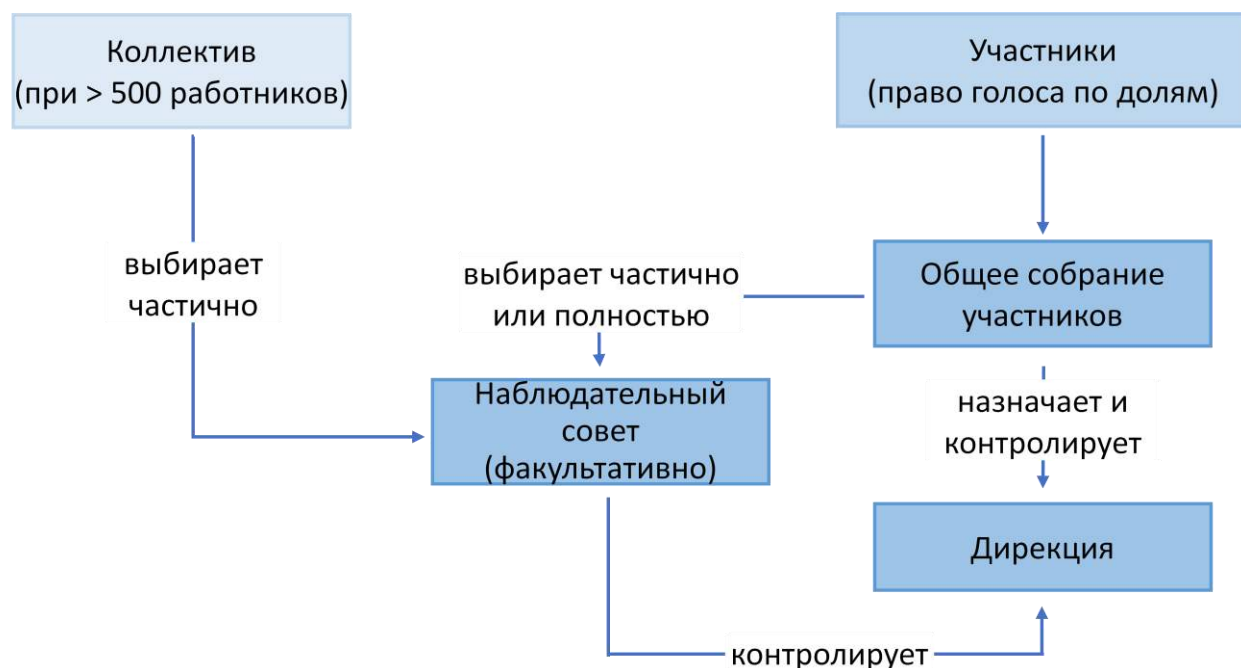 Коллектив
(при > 500 работников)
Участники
(право голоса по долям)
выбирает
частично
выбирает частично
или полностью
Общее собрание
участников
Наблюдательный
совет
(факультативно)
назначает и
контролирует
Дирекция
контролирует